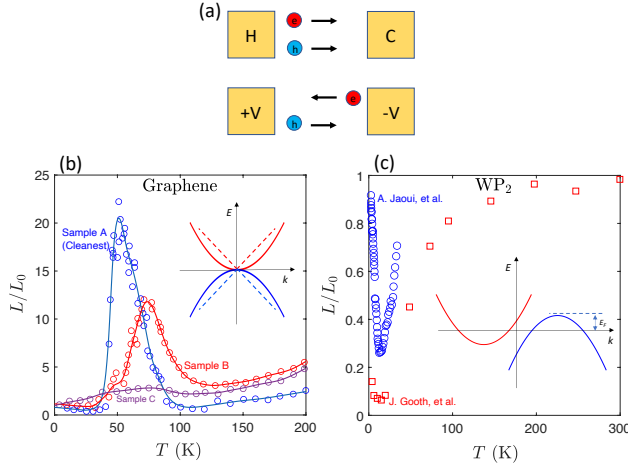 (a)
H e h C
+V e h -V
(b) Graphene
25
20
15
10
5
0
L/L0
Sample A
(Cleanest)
E
k
Sample B
Sample C
0 50 100 150 200
T (K)
(c) WP2
1
0.8
0.6
0.4
0.2
0
L/L0
A. Jaoui, et al.
E
EF
k
J. Gooth, et al.
0 100 200 300
T (K)